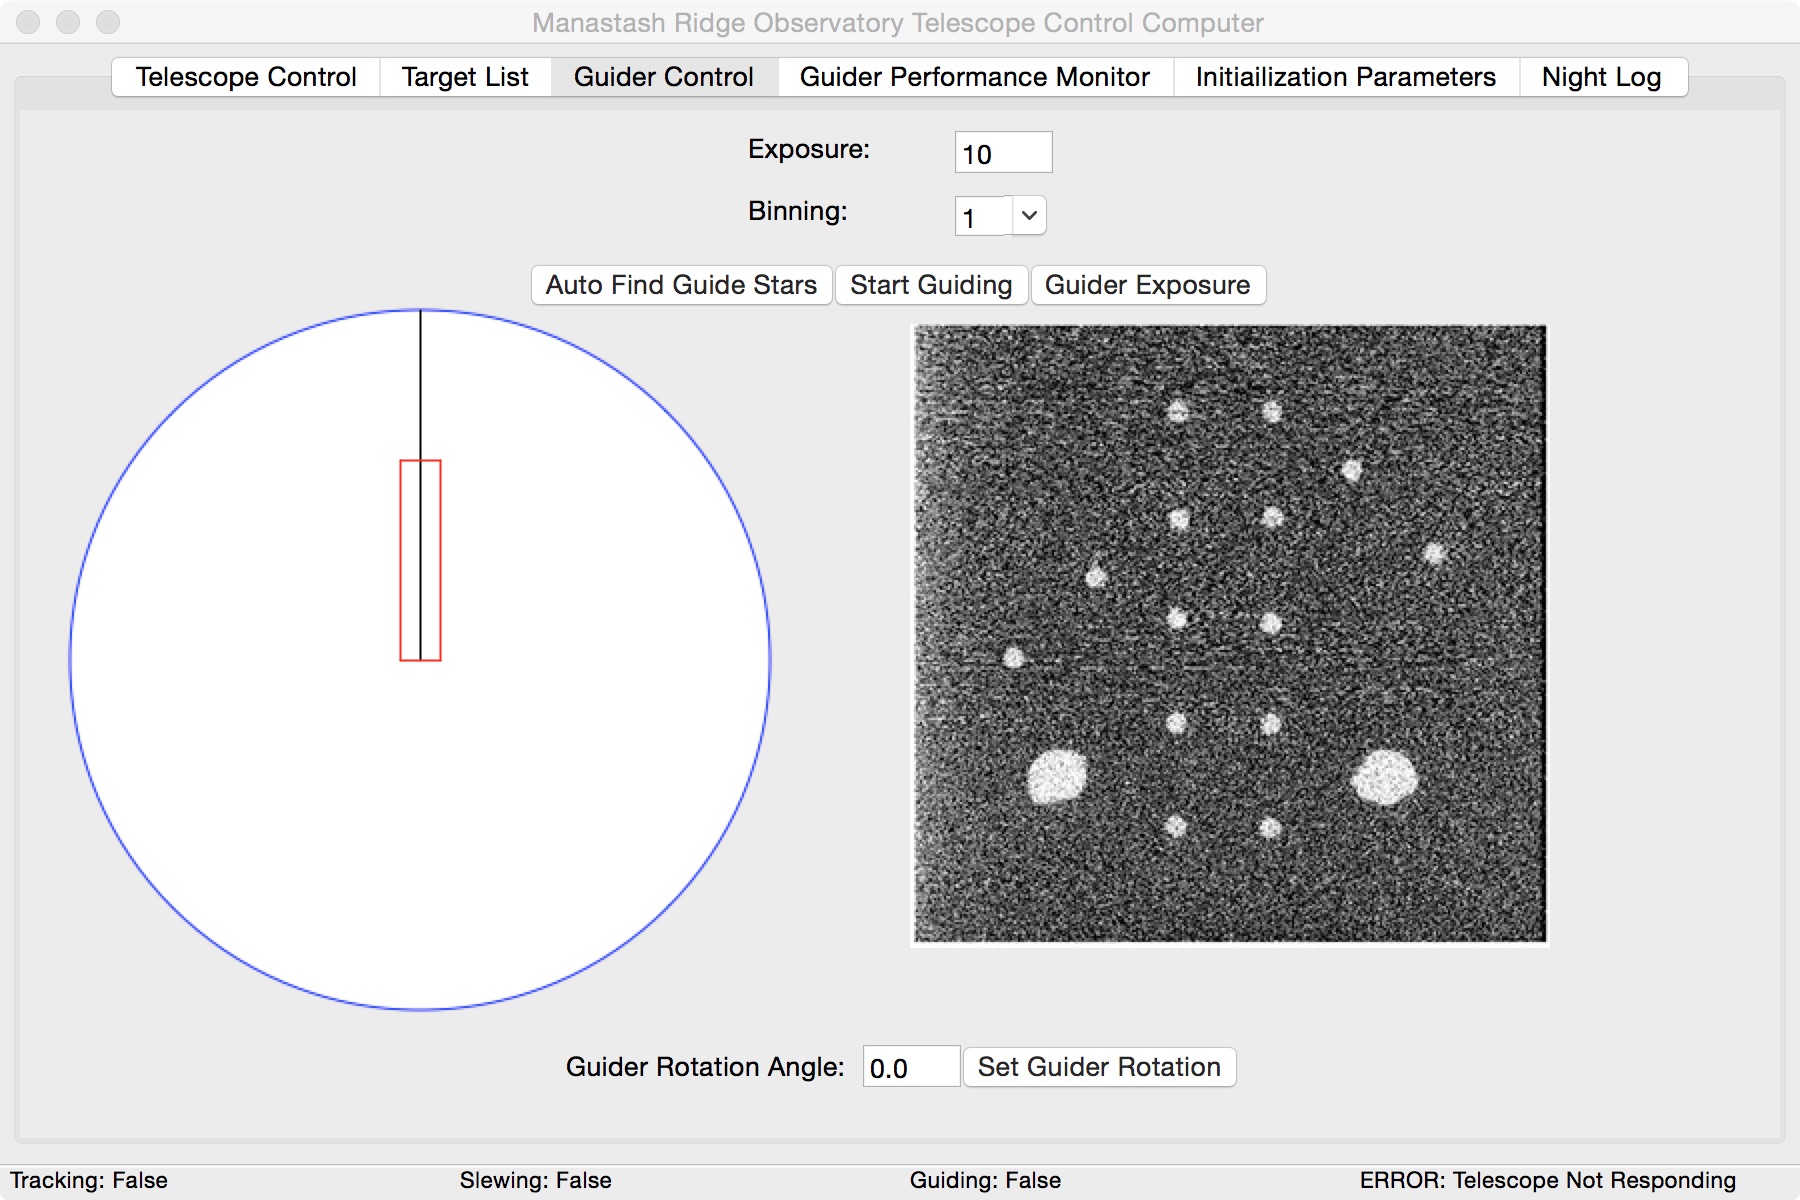 Manastash Ridge Observatory Telescope Control Computer
Telescope Control Target List Guider Control Guider Performance Monitor Initiailization Parameters Night Log
Exposure: 10
Binning: 1
Auto Find Guide Stars Start Guiding Guider Exposure
Guider Rotation Angle: 0.0 Set Guider Rotation
Tracking: False Slewing: False Guiding: False ERROR: Telescope Not Responding